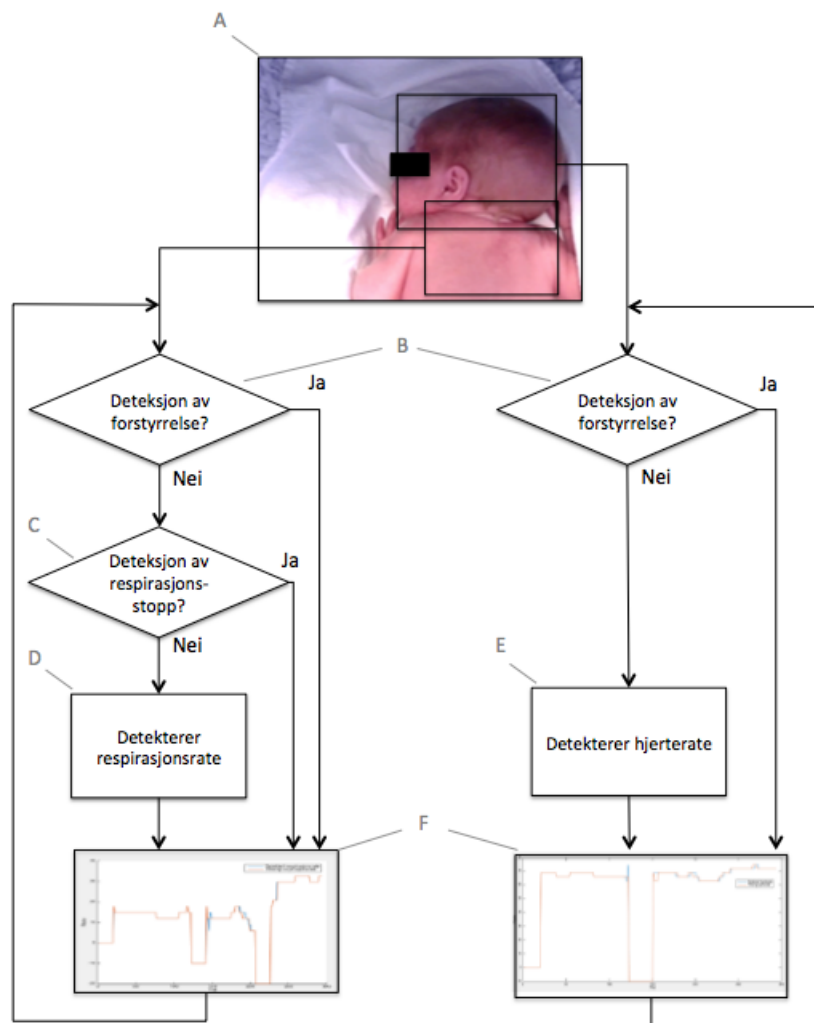 A
B
Deteksjon av
forstyrrelse?
Ja
Nei
Deteksjon av
forstyrrelse?
Ja
Nei
C
Deteksjon av
respirasjons-
stopp?
Ja
Nei
D
Detekterer
respirasjonsrate
E
Detekterer hjerterate
F